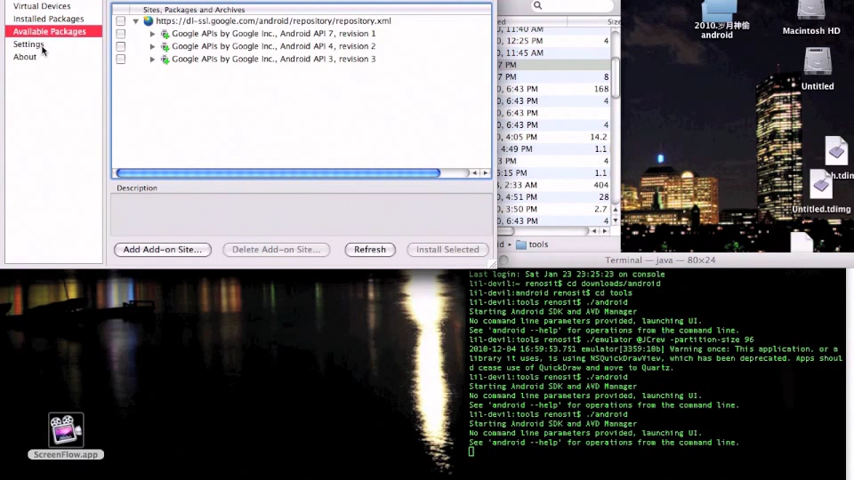 Virtual Devices
Installed Packages
Available Packages
Settings
About
Sites, Packages and Archives
https://dl-ssl.google.com/android/repository/repository.xml
Google APIs by Google Inc., Android API 7, revision 1
Google APIs by Google Inc., Android API 4, revision 2
Google APIs by Google Inc., Android API 3, revision 3
Description
Add Add-on Site...
Delete Add-on Site...
Refresh
Install Selected
0, 11:40 AM
0, 12:25 PM 4
0, 11:45 AM
7 PM
7 PM 8
6:43 PM 168
6:43 PM 4
6:43 PM 4
4:05 PM 14.2
4:49 PM 1.1
3 PM
5:15 PM 1.1
, 2:33 AM 404
4:51 PM 28
, 3:50 PM 2.7
6:43 PM
tools
2010.岁月神偷
android
Macintosh HD
Untitled
Untitled.tdimg
Terminal — java — 80×24
Last login: Sat Jan 23 23:25:23 on console
lil-devil:~ renosit$ cd downloads/android
lil-devil:android renosit$ cd tools
lil-devil:tools renosit$ ./android
Starting Android SDK and AVD Manager
No command line parameters provided, launching UI.
See 'android --help' for operations from the command line.
lil-devil:tools renosit$ ./emulator @JCrew -partition-size 96
2010-12-04 16:59:53.751 emulator[3359:10b] Warning once: This application, or a
library it uses, is using NSQuickDrawView, which has been deprecated. Apps shoul
d cease use of QuickDraw and move to Quartz.
lil-devil:tools renosit$ ./android
Starting Android SDK and AVD Manager
No command line parameters provided, launching UI.
See 'android --help' for operations from the command line.
lil-devil:tools renosit$ ./android
Starting Android SDK and AVD Manager
No command line parameters provided, launching UI.
See 'android --help' for operations from the command line.
ScreenFlow.app